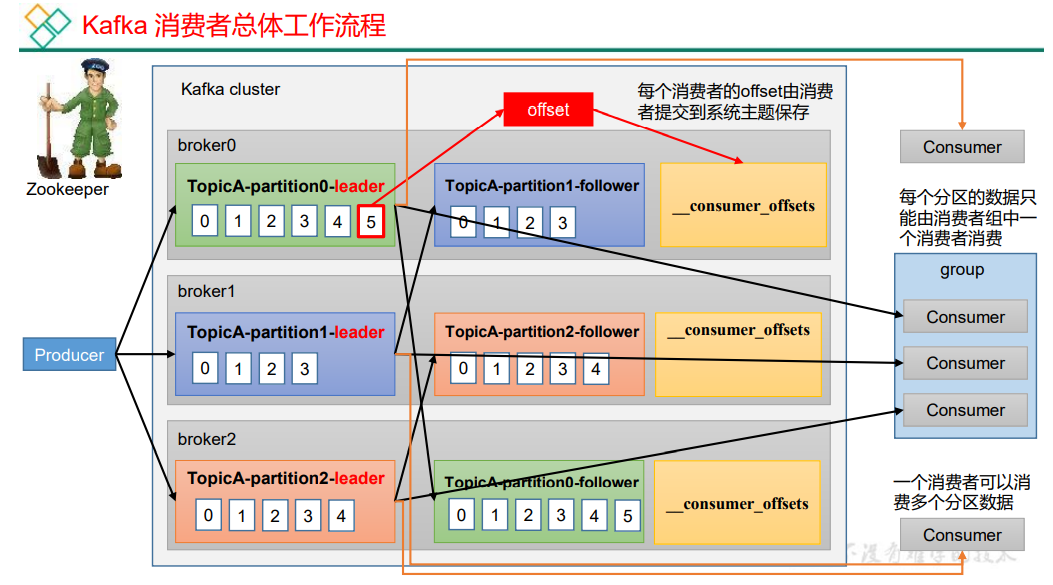 Kafka 消费者总体工作流程
Zookeeper
Kafka cluster
offset
每个消费者的offset由消费
者提交到系统主题保存
broker0
TopicA-partition0-leader
0 1 2 3 4 5
TopicA-partition1-follower
0 1 2 3
__consumer_offsets
broker1
TopicA-partition1-leader
0 1 2 3
TopicA-partition2-follower
0 1 2 3 4
__consumer_offsets
broker2
TopicA-partition2-leader
0 1 2 3 4
TopicA-partition0-follower
0 1 2 3 4 5
__consumer_offsets
Producer
Consumer
每个分区的数据只
能由消费者组中一
个消费者消费
group
Consumer
Consumer
Consumer
一个消费者可以消
费多个分区数据
Consumer